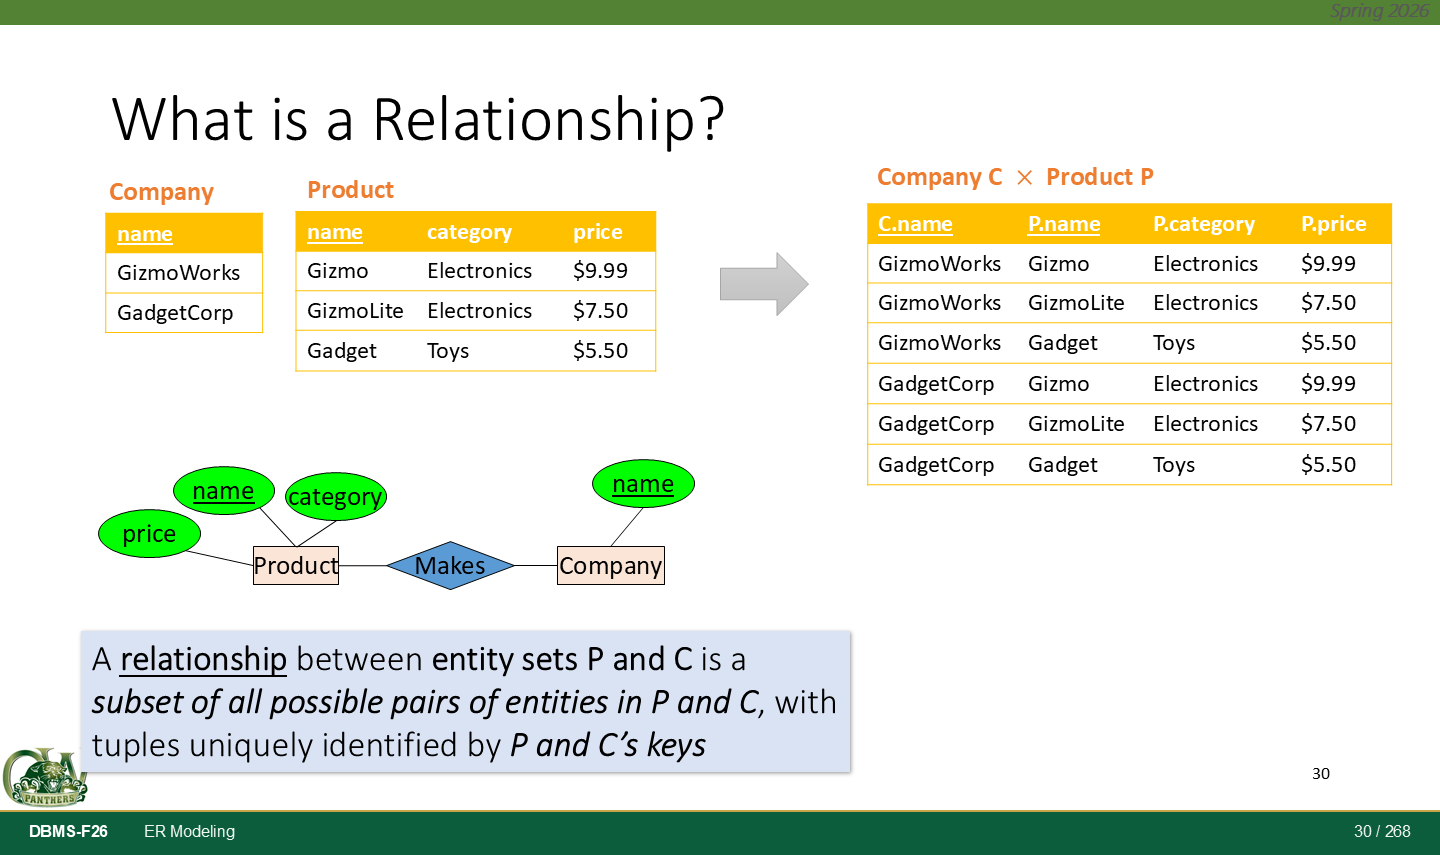 Spring 2026
What is a Relationship?
Company
name
GizmoWorks
GadgetCorp
Product
name category price
Gizmo Electronics $9.99
GizmoLite Electronics $7.50
Gadget Toys $5.50
Company C × Product P
C.name P.name P.category P.price
GizmoWorks Gizmo Electronics $9.99
GizmoWorks GizmoLite Electronics $7.50
GizmoWorks Gadget Toys $5.50
GadgetCorp Gizmo Electronics $9.99
GadgetCorp GizmoLite Electronics $7.50
GadgetCorp Gadget Toys $5.50
price
name
category
name
Product
Makes
Company
A relationship between entity sets P and C is a
subset of all possible pairs of entities in P and C, with
tuples uniquely identified by P and C’s keys
PANTHERS
30
DBMS-F26 ER Modeling 30 / 268